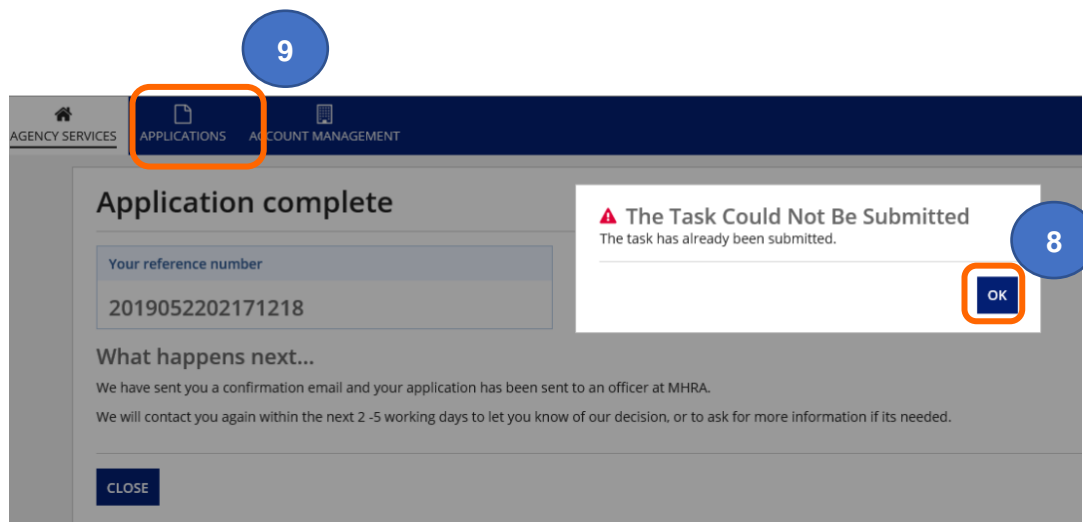 9
AGENCY SERVICES APPLICATIONS ACCOUNT MANAGEMENT
Application complete
The Task Could Not Be Submitted
The task has already been submitted.
8
Your reference number
OK
2019052202171218
What happens next...
We have sent you a confirmation email and your application has been sent to an officer at MHRA.
We will contact you again within the next 2 -5 working days to let you know of our decision, or to ask for more information if its needed.
CLOSE